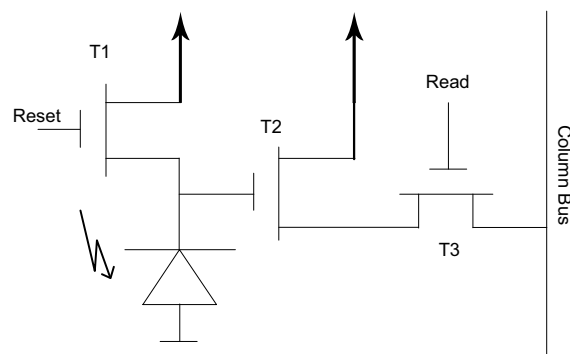 T1
Reset
T2
Read
T3
Column Bus